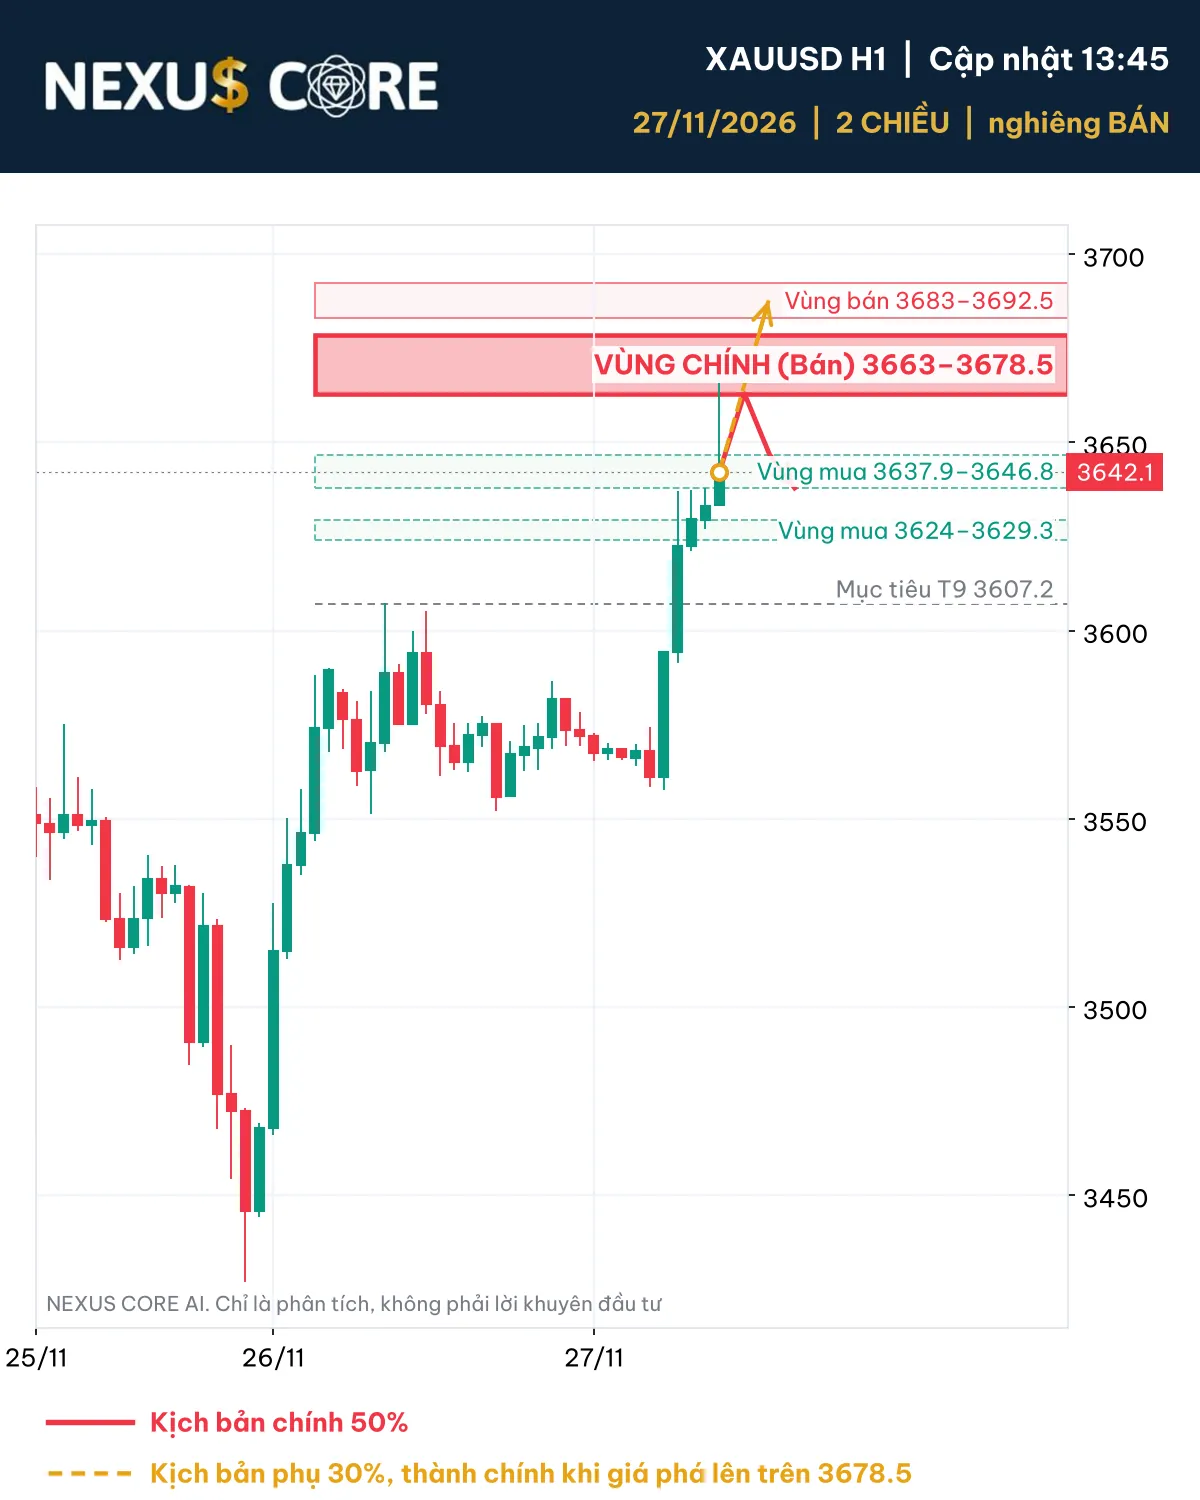 NEXU$ CORE
XAUUSD H1 | Cập nhật 13:45
27/11/2026 | 2 CHIỀU | nghiêng BÁN
3700
Vùng bán 3683–3692.5
VÙNG CHÍNH (Bán) 3663–3678.5
3650
Vùng mua 3637.9–3646.8
3642.1
Vùng mua 3624–3629.3
Mục tiêu T9 3607.2
3600
3550
3500
3450
NEXUS CORE AI. Chỉ là phân tích, không phải lời khuyên đầu tư
25/11
26/11
27/11
Kịch bản chính 50%
Kịch bản phụ 30%, thành chính khi giá phá lên trên 3678.5